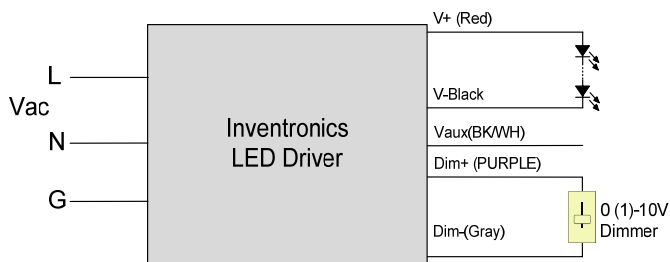 L
Vac
N
G
Inventronics
LED Driver
V+ (Red)
V-Black
Vaux(BK/WH)
Dim+ (PURPLE)
Dim-(Gray)
0 (1)-10V
Dimmer